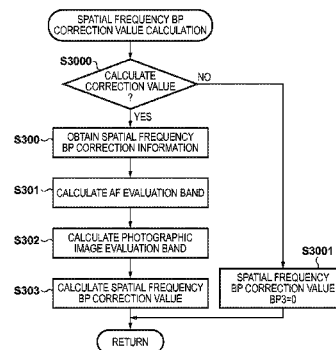 SPATIAL FREQUENCY BP
CORRECTION VALUE CALCULATION
S3000
CALCULATE
CORRECTION VALUE
?
NO
YES
S300
OBTAIN SPATIAL FREQUENCY
BP CORRECTION INFORMATION
S301
CALCULATE AF EVALUATION BAND
S302
CALCULATE PHOTOGRAPHIC
IMAGE EVALUATION BAND
S303
CALCULATE SPATIAL FREQUENCY
BP CORRECTION VALUE
S3001
SPATIAL FREQUENCY
BP CORRECTION VALUE
BP3=0
RETURN